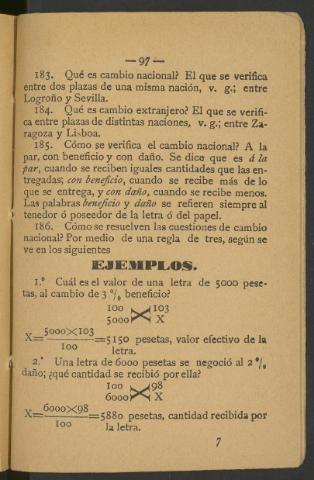 — 97 —
183. Qué es cambio nacional? El que se verifica
entre dos plazas de una misma nación, v. g.; entre
Logroño y Sevilla.
184. Qué es cambio extranjero? El que se verifi-
ca entre plazas de distintas naciones, v. g.; entre Za-
ragoza y Lisboa.
185. Cómo se verifica el cambio nacional? A la
par, con beneficio y con daño. Se dice que es á la
par, cuando se reciben iguales cantidades que las en-
tregadas; con beneficio, cuando se recibe más de lo
que se entrega, y con daño, cuando se recibe menos.
Las palabras beneficio y daño se refieren siempre al
tenedor ó poseedor de la letra ó del papel.
186. Cómo se resuelven las cuestiones de cambio
nacional? Por medio de una regla de tres, según se
ve en los siguientes
EJEMPLOS.
1.º Cuál es el valor de una letra de 5000 pese-
tas, al cambio de 3 % beneficio?
100 103
5000 X
5000×103
X=————=5150 pesetas, valor efectivo de la
100 letra.
2.º Una letra de 6000 pesetas se negoció al 2 %
daño; ¿qué cantidad se recibió por ella?
100 98
6000 X
6000×98
X=————=5880 pesetas, cantidad recibida por
100 la letra.
7